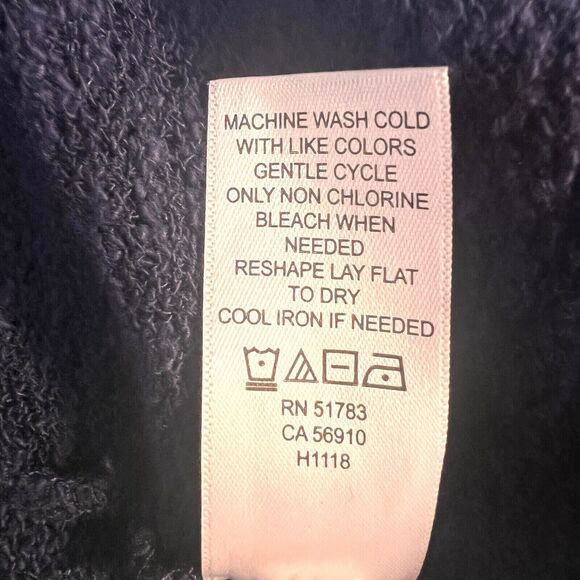 MACHINE WASH COLD
WITH LIKE COLORS
GENTLE CYCLE
ONLY NON CHLORINE
BLEACH WHEN
NEEDED
RESHAPE LAY FLAT
TO DRY
COOL IRON IF NEEDED
RN 51783
CA 56910
H1118